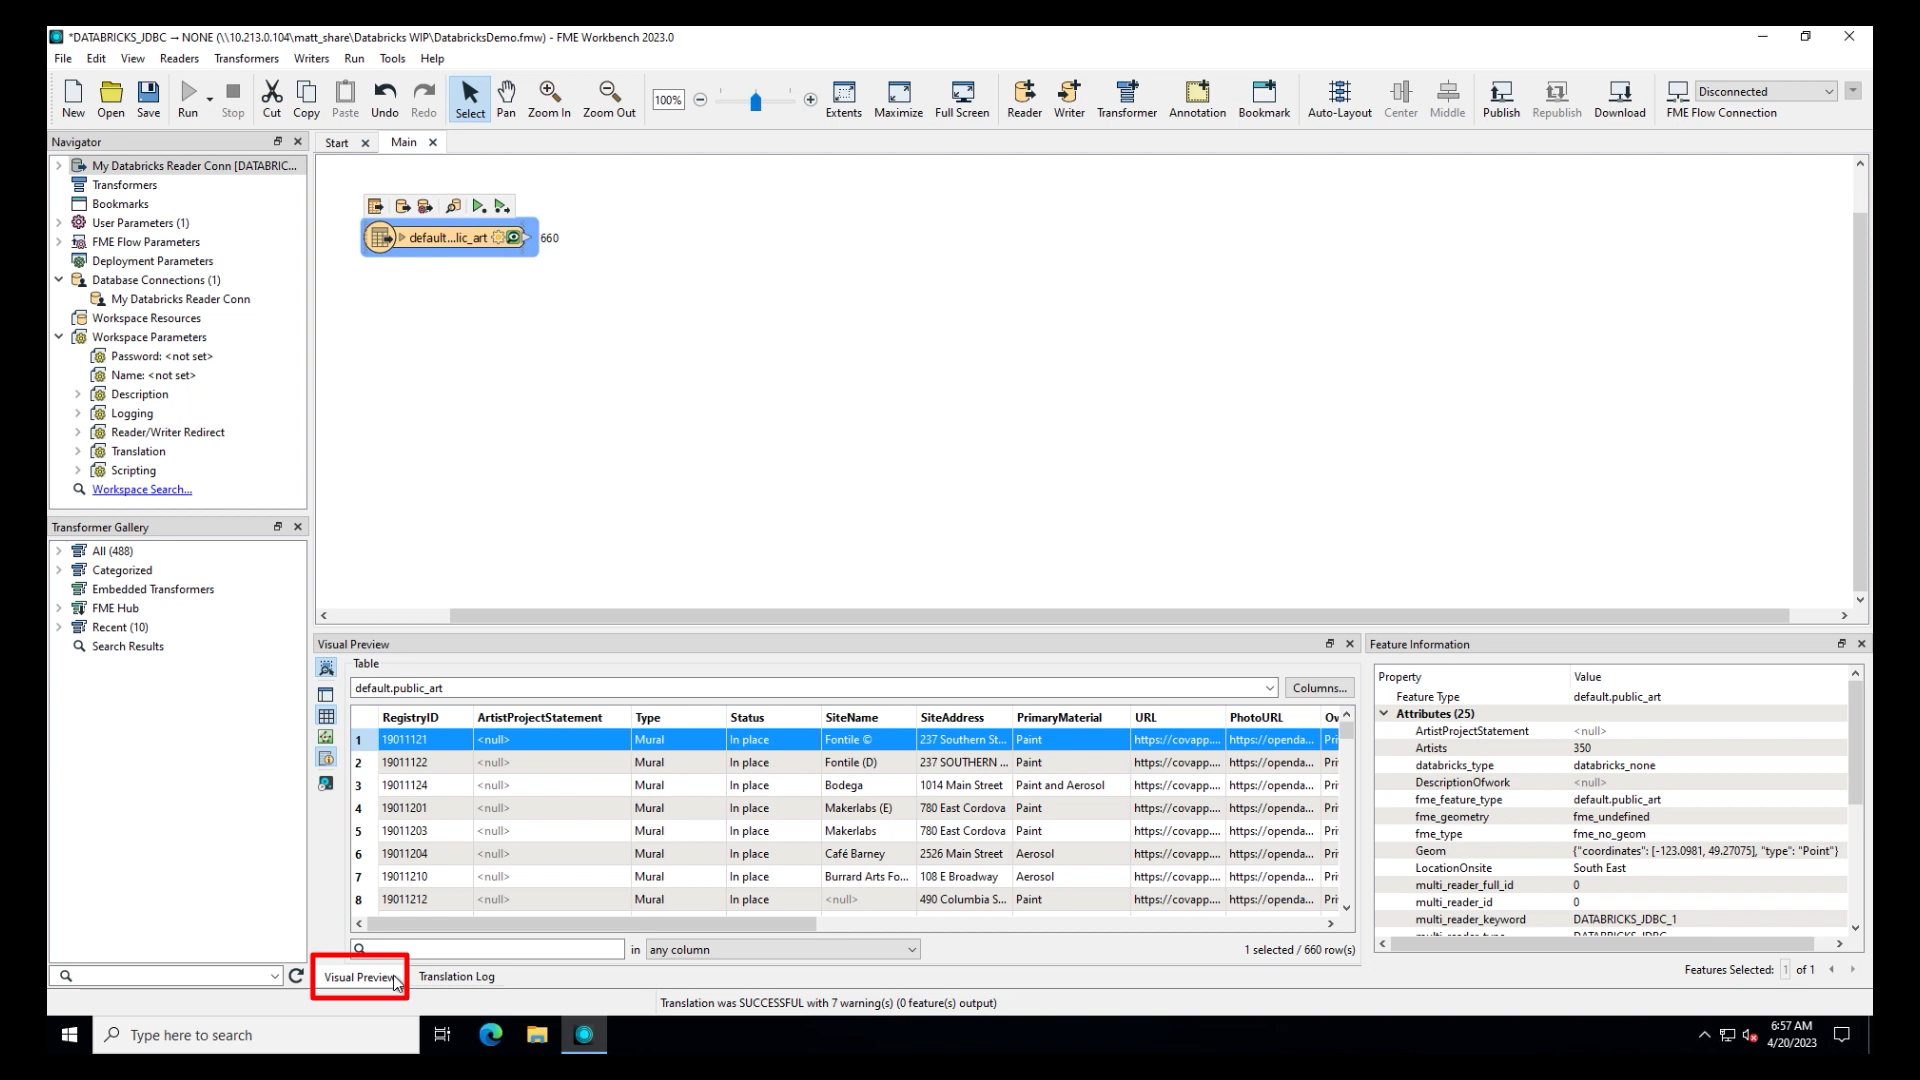 *DATABRICKS_JDBC → NONE (\\10.213.0.104\matt_share\Databricks WIP\DatabricksDemo.fmw) - FME Workbench 2023.0
File Edit View Readers Transformers Writers Run Tools Help
100% Disconnected
New Open Save Run Stop Cut Copy Paste Undo Redo Select Pan Zoom In Zoom Out Extents Maximize Full Screen Reader Writer Transformer Annotation Bookmark Auto-Layout Center Middle Publish Republish Download FME Flow Connection
Navigator
Start Main
My Databricks Reader Conn [DATABRIC...
Transformers
Bookmarks
User Parameters (1)
FME Flow Parameters
Deployment Parameters
Database Connections (1)
My Databricks Reader Conn
Workspace Resources
Workspace Parameters
Password: <not set>
Name: <not set>
Description
Logging
Reader/Writer Redirect
Translation
Scripting
Workspace Search...
default...lic_art 660
Transformer Gallery
All (488)
Categorized
Embedded Transformers
FME Hub
Recent (10)
Search Results
Visual Preview
Table
default.public_art Columns...
RegistryID ArtistProjectStatement Type Status SiteName SiteAddress PrimaryMaterial URL PhotoURL Ov
1 19011121 <null> Mural In place Fontile © 237 Southern St... Paint https://covapp.... https://openda... Pri
2 19011122 <null> Mural In place Fontile (D) 237 SOUTHERN ... Paint https://covapp.... https://openda... Pri
3 19011124 <null> Mural In place Bodega 1014 Main Street Paint and Aerosol https://covapp.... https://openda... Pri
4 19011201 <null> Mural In place Makerlabs (E) 780 East Cordova Paint https://covapp.... https://openda... Pri
5 19011203 <null> Mural In place Makerlabs 780 East Cordova Paint https://covapp.... https://openda... Pri
6 19011204 <null> Mural In place Café Barney 2526 Main Street Aerosol https://covapp.... https://openda... Pri
7 19011210 <null> Mural In place Burrard Arts Fo... 108 E Broadway Aerosol https://covapp.... https://openda... Pri
8 19011212 <null> Mural In place <null> 490 Columbia S... Paint https://covapp.... https://openda... Pri
in any column 1 selected / 660 row(s)
Visual Preview Translation Log
Feature Information
Property Value
Feature Type default.public_art
Attributes (25)
ArtistProjectStatement <null>
Artists 350
databricks_type databricks_none
DescriptionOfwork <null>
fme_feature_type default.public_art
fme_geometry fme_undefined
fme_type fme_no_geom
Geom {"coordinates": [-123.0981, 49.27075], "type": "Point"}
LocationOnsite South East
multi_reader_full_id 0
multi_reader_id 0
multi_reader_keyword DATABRICKS_JDBC_1
Features Selected: 1 of 1
Translation was SUCCESSFUL with 7 warning(s) (0 feature(s) output)
Type here to search
6:57 AM
4/20/2023